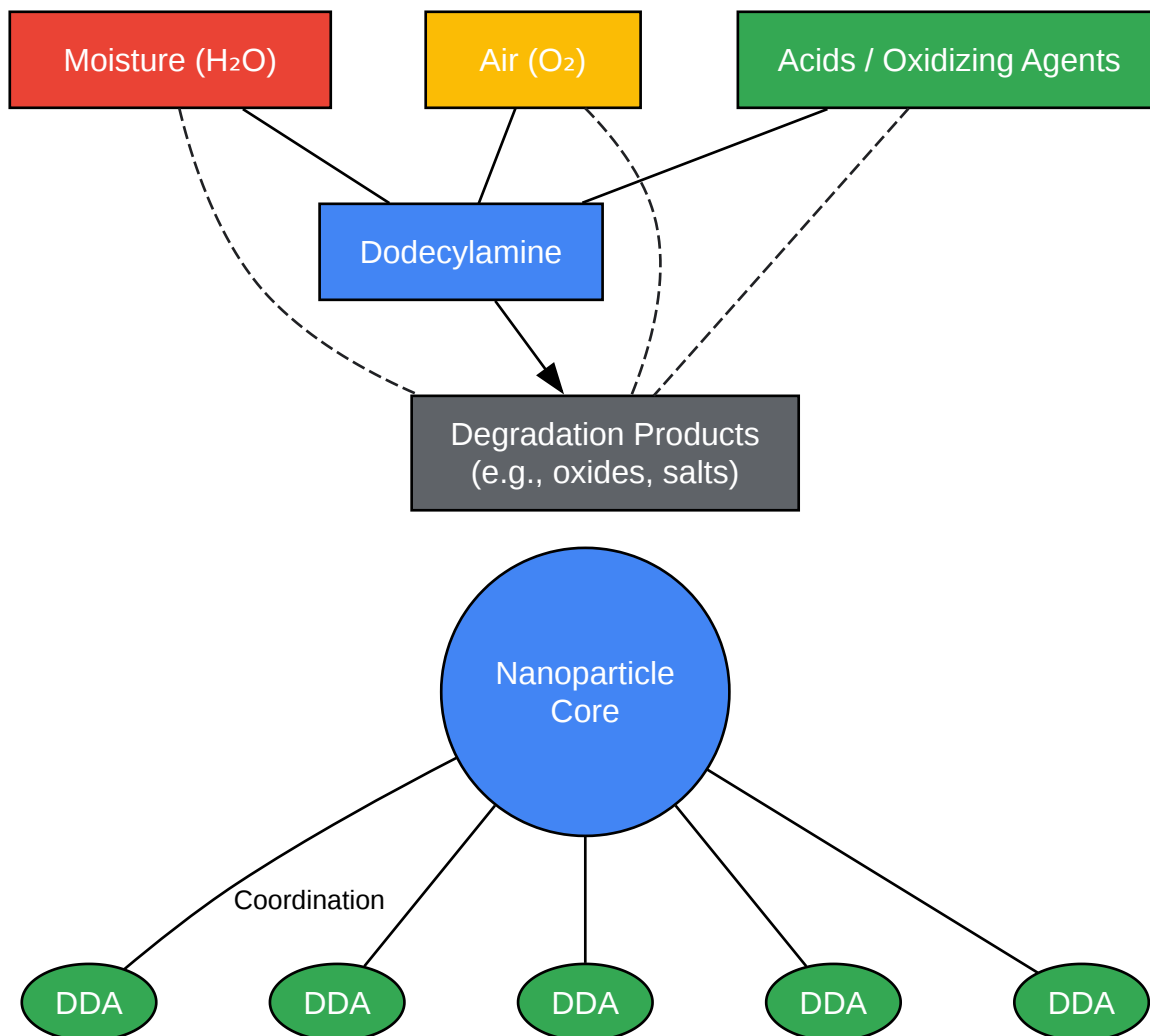 Moisture (H₂O)
Air (O₂)
Acids / Oxidizing Agents
Dodecylamine
Degradation Products
(e.g., oxides, salts)
Nanoparticle
Core
Coordination
DDA
DDA
DDA
DDA
DDA